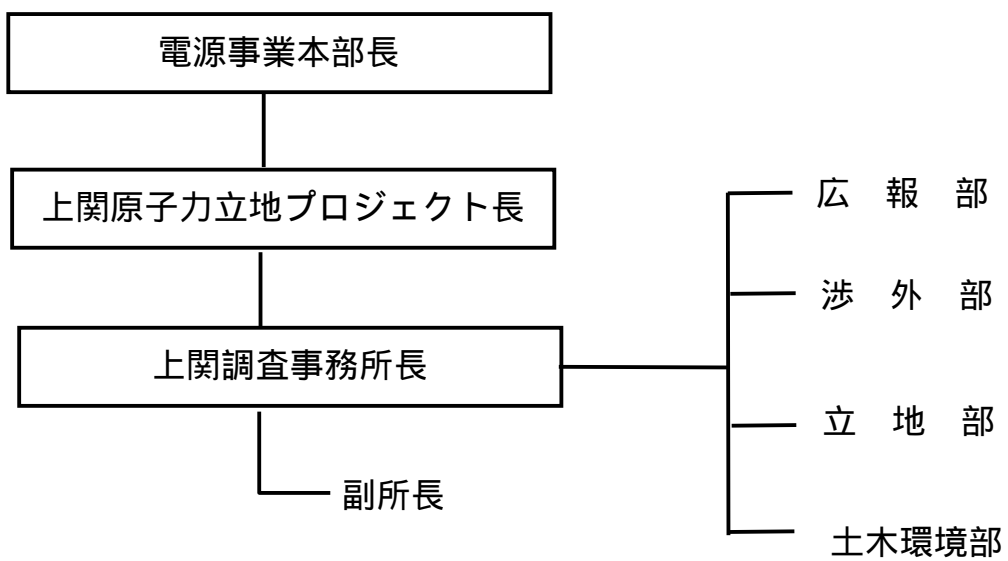 電源事業本部長
上関原子力立地プロジェクト長
上関調査事務所長
副所長
広　報　部
渉　外　部
立　地　部
土木環境部